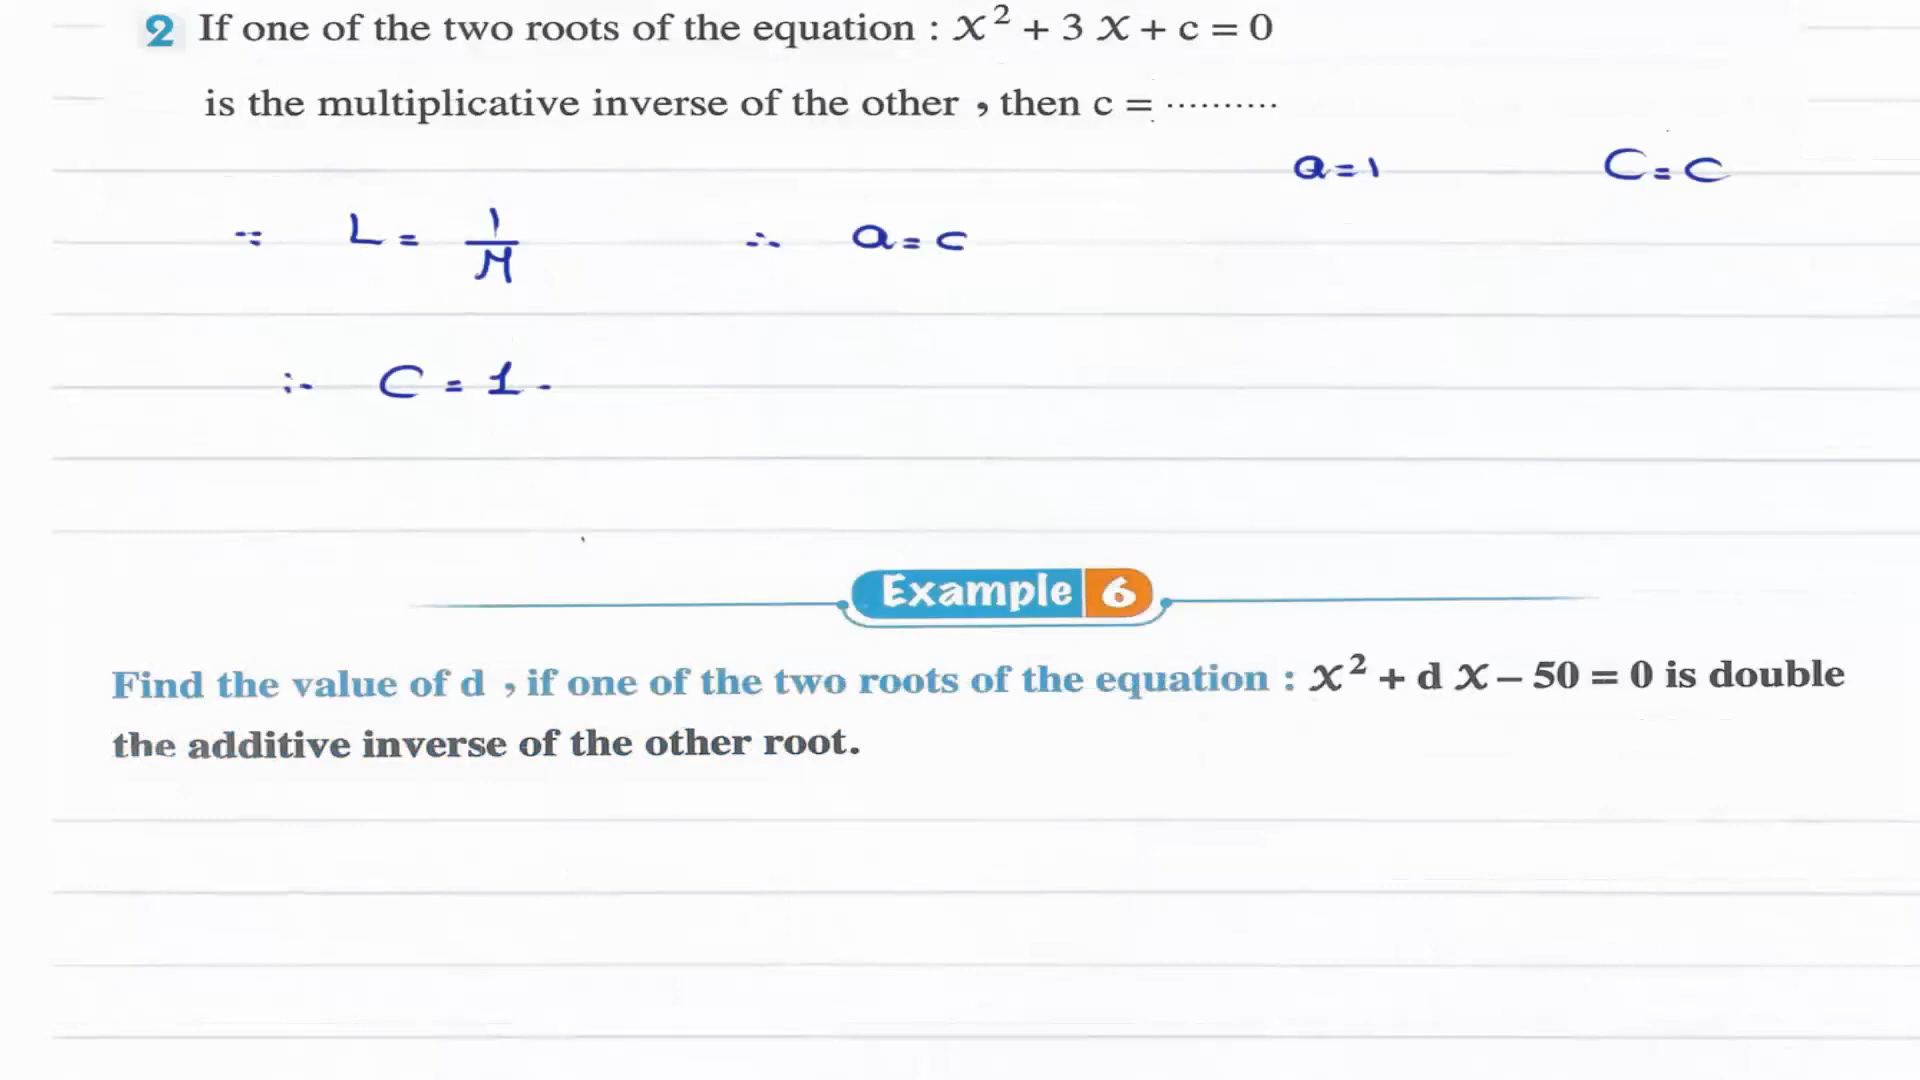 2 If one of the two roots of the equation : x² + 3 x + c = 0
is the multiplicative inverse of the other , then c = ..........
a = 1 C = C
∵ L = 1/M ∴ a = c
∴ C = 1 -
Example 6
Find the value of d , if one of the two roots of the equation : x² + d x – 50 = 0 is double
the additive inverse of the other root.